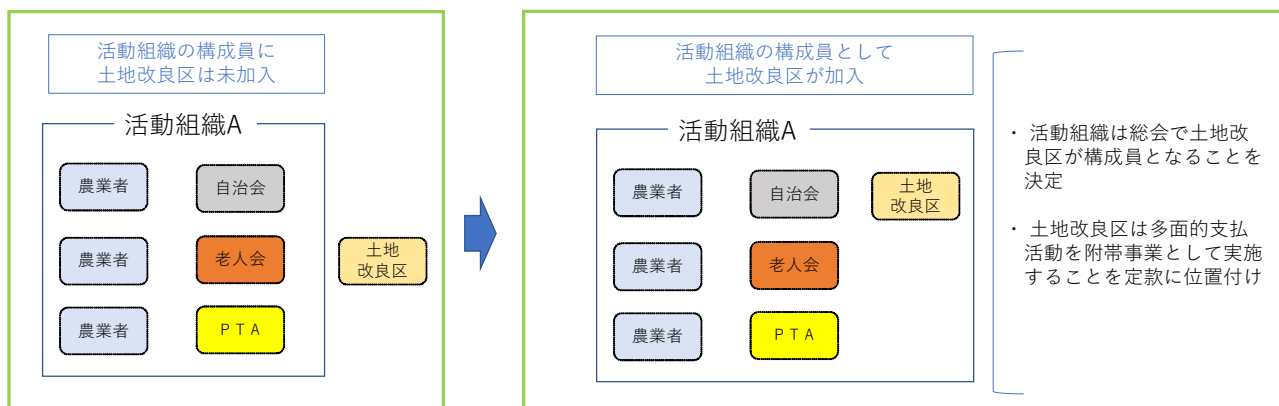 活動組織の構成員に
土地改良区は未加入
活動組織A
農業者
自治会
農業者
老人会
土地
改良区
農業者
ＰＴＡ
活動組織の構成員として
土地改良区が加入
活動組織A
農業者
自治会
土地
改良区
農業者
老人会
農業者
ＰＴＡ
・ 活動組織は総会で土地改
良区が構成員となることを
決定
・ 土地改良区は多面的支払
活動を附帯事業として実施
することを定款に位置付け